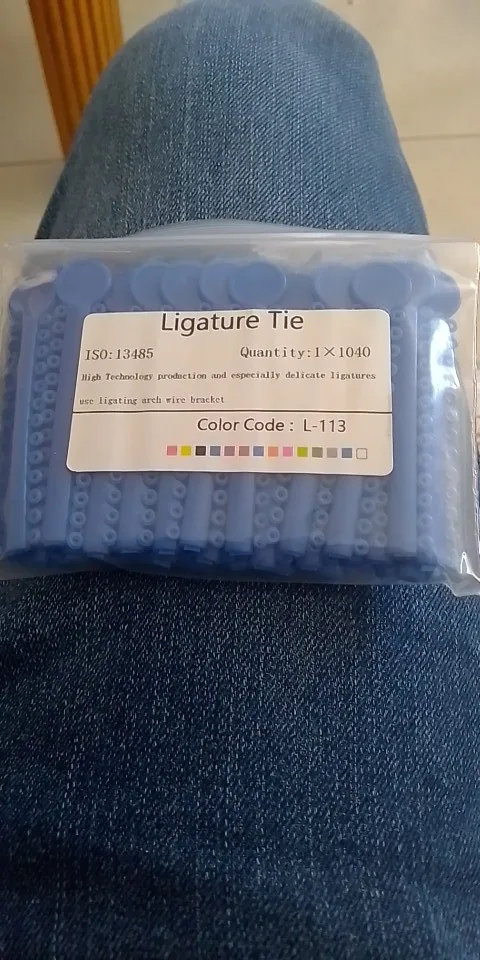 Ligature Tie
ISO:13485 Quantity:1×1040
High Technology production and especially delicate ligatures
use ligating arch wire bracket
Color Code : L-113